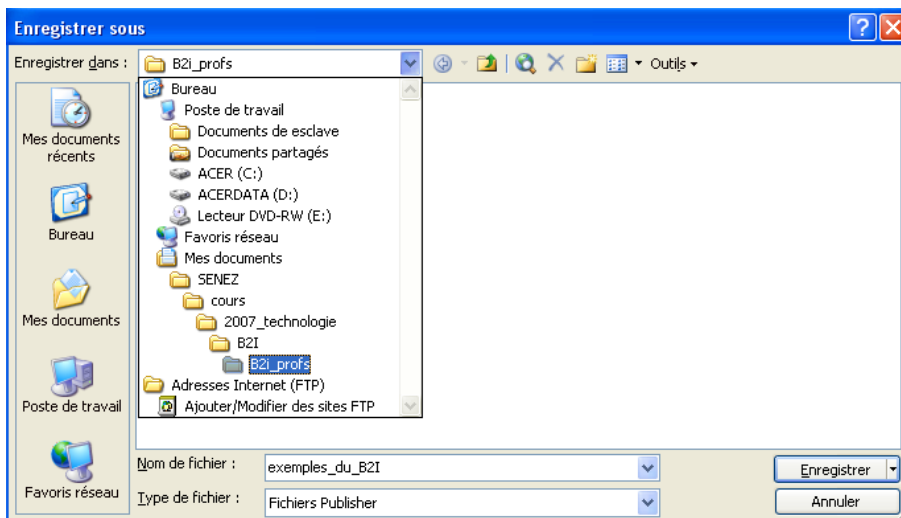 Enregistrer sous
Enregistrer dans :
B2i_profs
Outils
Mes documents
récents
Bureau
Mes documents
Poste de travail
Favoris réseau
Bureau
Poste de travail
Documents de esclave
Documents partagés
ACER (C:)
ACERDATA (D:)
Lecteur DVD-RW (E:)
Favoris réseau
Mes documents
SENEZ
cours
2007_technologie
B2I
B2i_profs
Adresses Internet (FTP)
Ajouter/Modifier des sites FTP
Nom de fichier :
exemples_du_B2I
Enregistrer
Type de fichier :
Fichiers Publisher
Annuler